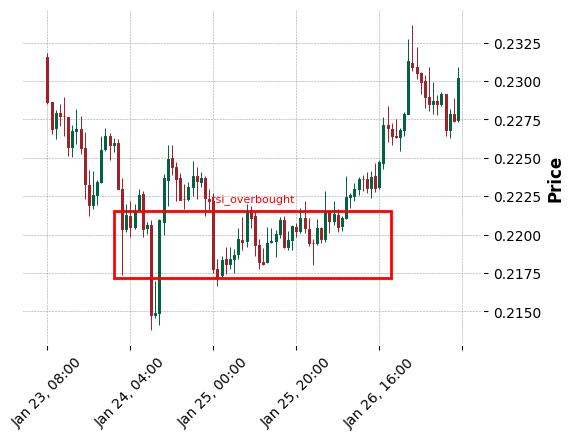 0.2325
0.2300
0.2275
0.2250
0.2225
0.2200
0.2175
0.2150
Price
rsi_overbought
Jan 23, 08:00
Jan 24, 04:00
Jan 25, 00:00
Jan 25, 20:00
Jan 26, 16:00